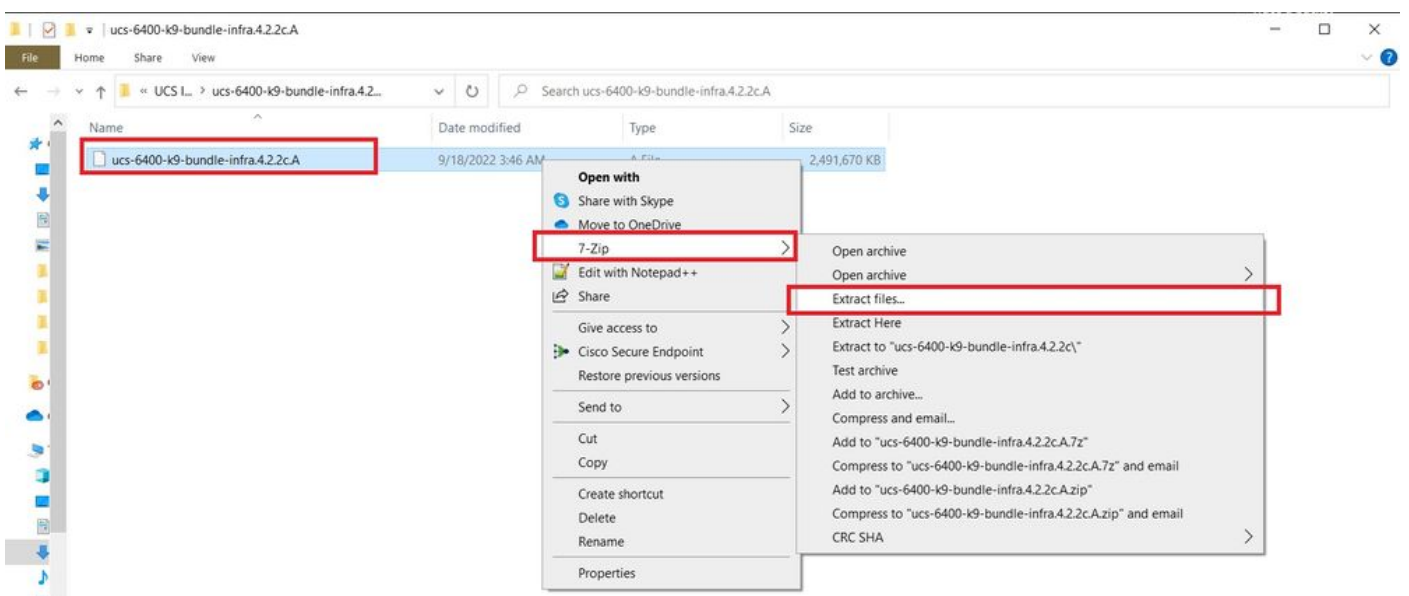 ucs-6400-k9-bundle-infra.4.2.2c.A
File Home Share View
« UCS I... > ucs-6400-k9-bundle-infra.4.2...
Search ucs-6400-k9-bundle-infra.4.2.2c.A
Name Date modified Type Size
ucs-6400-k9-bundle-infra.4.2.2c.A 9/18/2022 3:46 AM A File 2,491,670 KB
Open with
Share with Skype
Move to OneDrive
7-Zip
Edit with Notepad++
Share
Give access to
Cisco Secure Endpoint
Restore previous versions
Send to
Cut
Copy
Create shortcut
Delete
Rename
Properties
Open archive
Open archive
Extract files...
Extract Here
Extract to "ucs-6400-k9-bundle-infra.4.2.2c\"
Test archive
Add to archive...
Compress and email...
Add to "ucs-6400-k9-bundle-infra.4.2.2c.A.7z"
Compress to "ucs-6400-k9-bundle-infra.4.2.2c.A.7z" and email
Add to "ucs-6400-k9-bundle-infra.4.2.2c.A.zip"
Compress to "ucs-6400-k9-bundle-infra.4.2.2c.A.zip" and email
CRC SHA